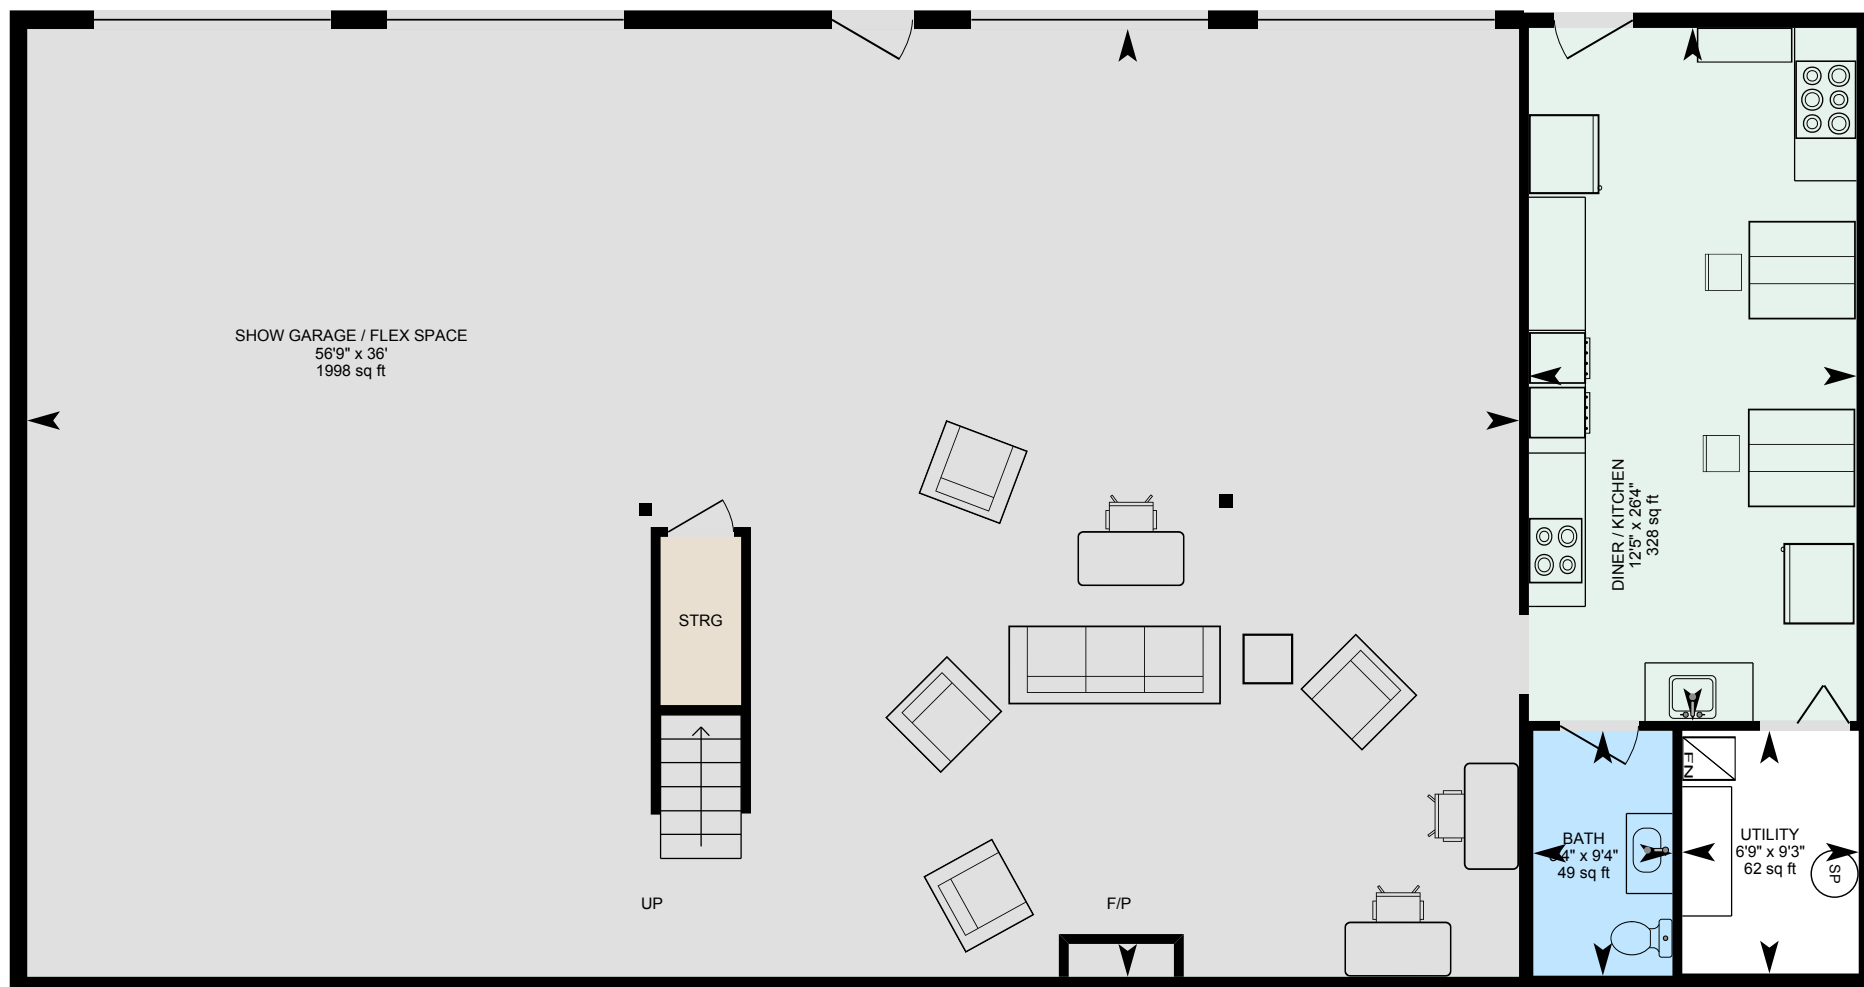 SHOW GARAGE / FLEX SPACE
56'9" x 36'
1998 sq ft
DINER / KITCHEN
12'5" x 26'4"
328 sq ft
STRG
UP
F/P
FN
BATH
x 9'4"
49 sq ft
UTILITY
6'9" x 9'3"
62 sq ft
SP